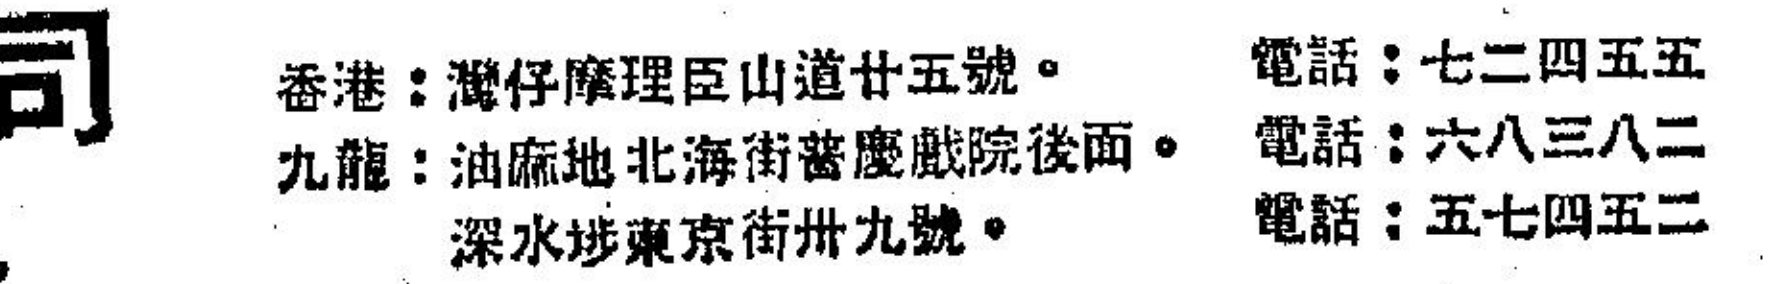 司
香港：灣仔摩理臣山道廿五號。 電話：七二四五五
九龍：油麻地北海街普慶戲院後面。 電話：六八三八二
深水埗東京街卅九號。 電話：五七四五二